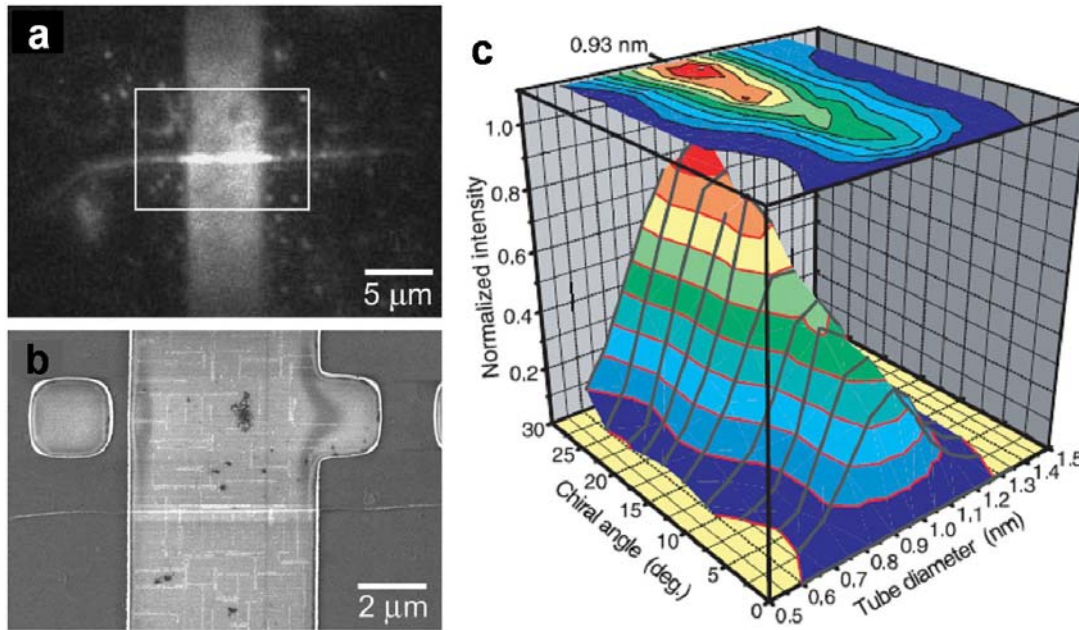 a
5 μm
b
2 μm
c
0.93 nm
1.0
0.8
0.6
0.4
0.2
Normalized intensity
30
25
20
15
10
5
0
Chiral angle (deg.)
0.5
0,6
0.7
0.8
0.9
1.0
1,1
1.2
1.3
1.4
1.5
Tube diameter (nm)